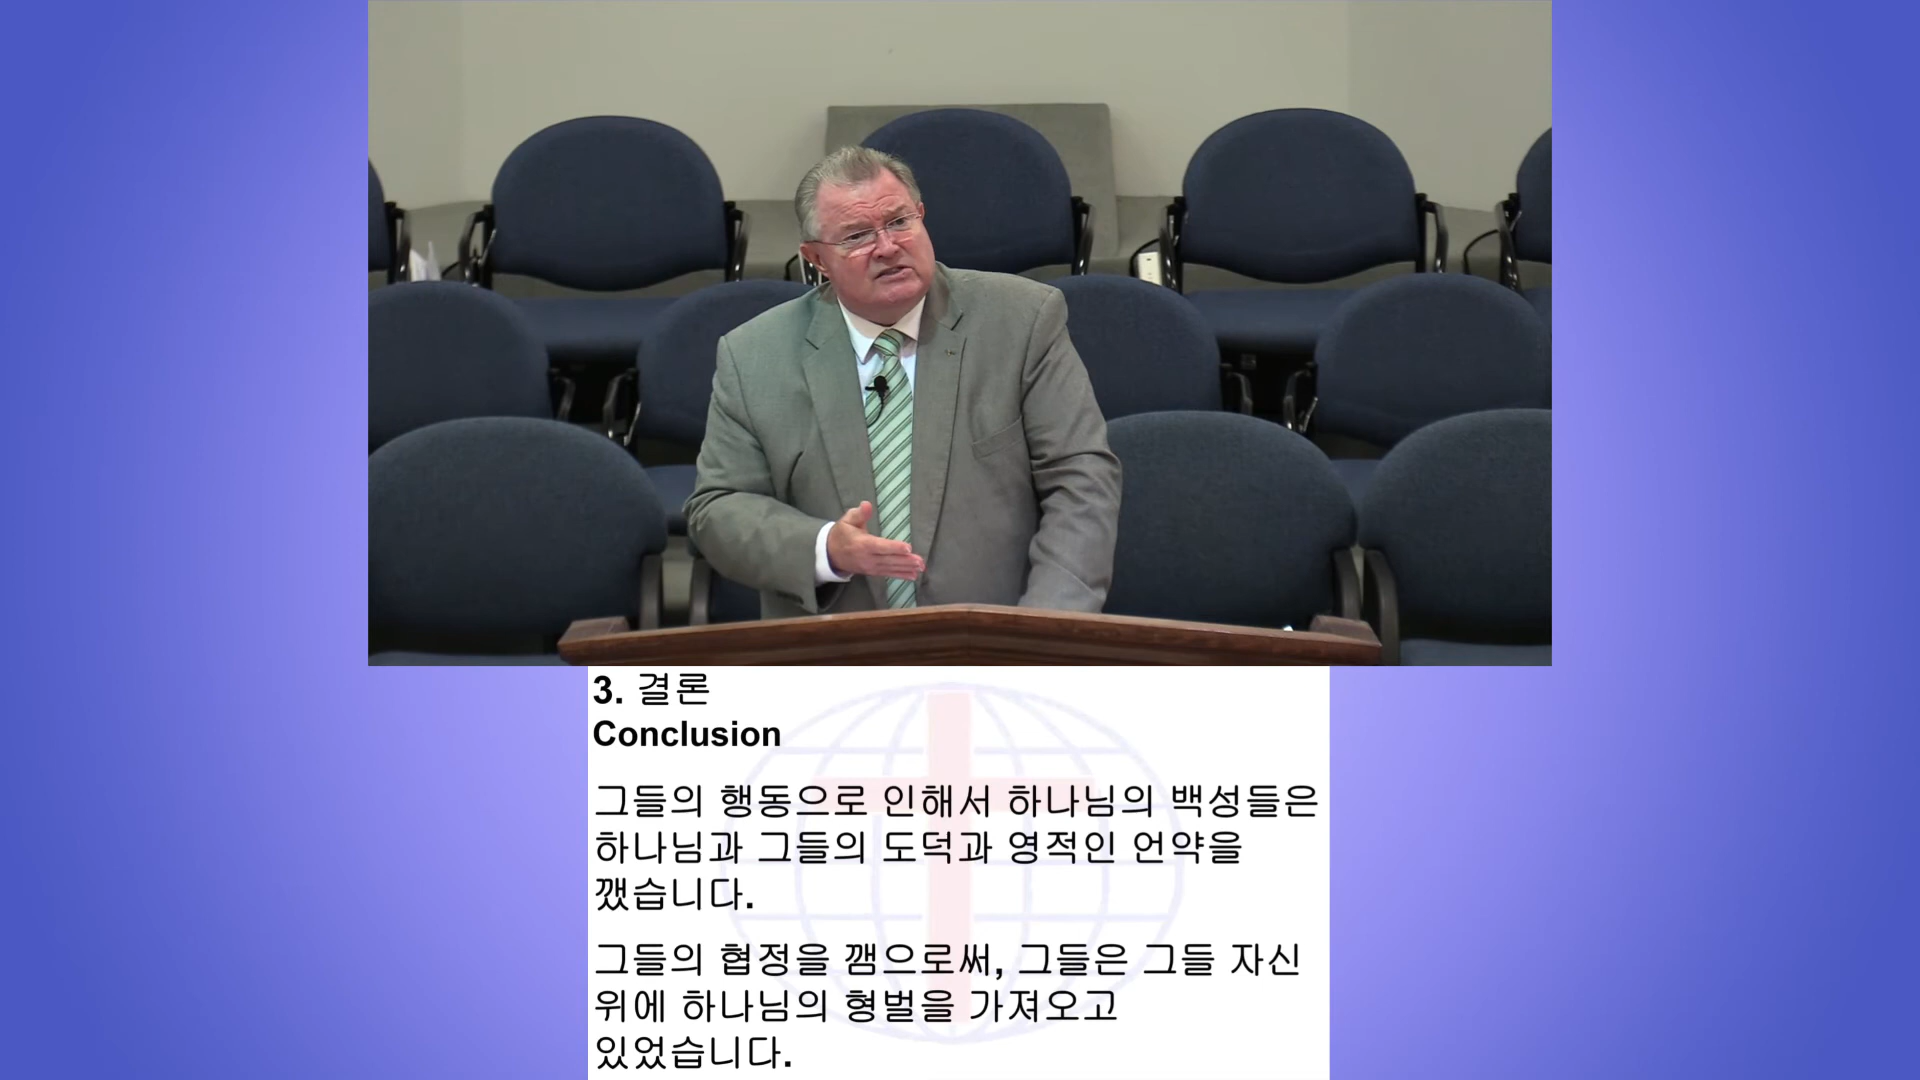 3. 결론
Conclusion
그들의 행동으로 인해서 하나님의 백성들은
하나님과 그들의 도덕과 영적인 언약을
깼습니다.
그들의 협정을 깸으로써, 그들은 그들 자신
위에 하나님의 형벌을 가져오고
있었습니다.